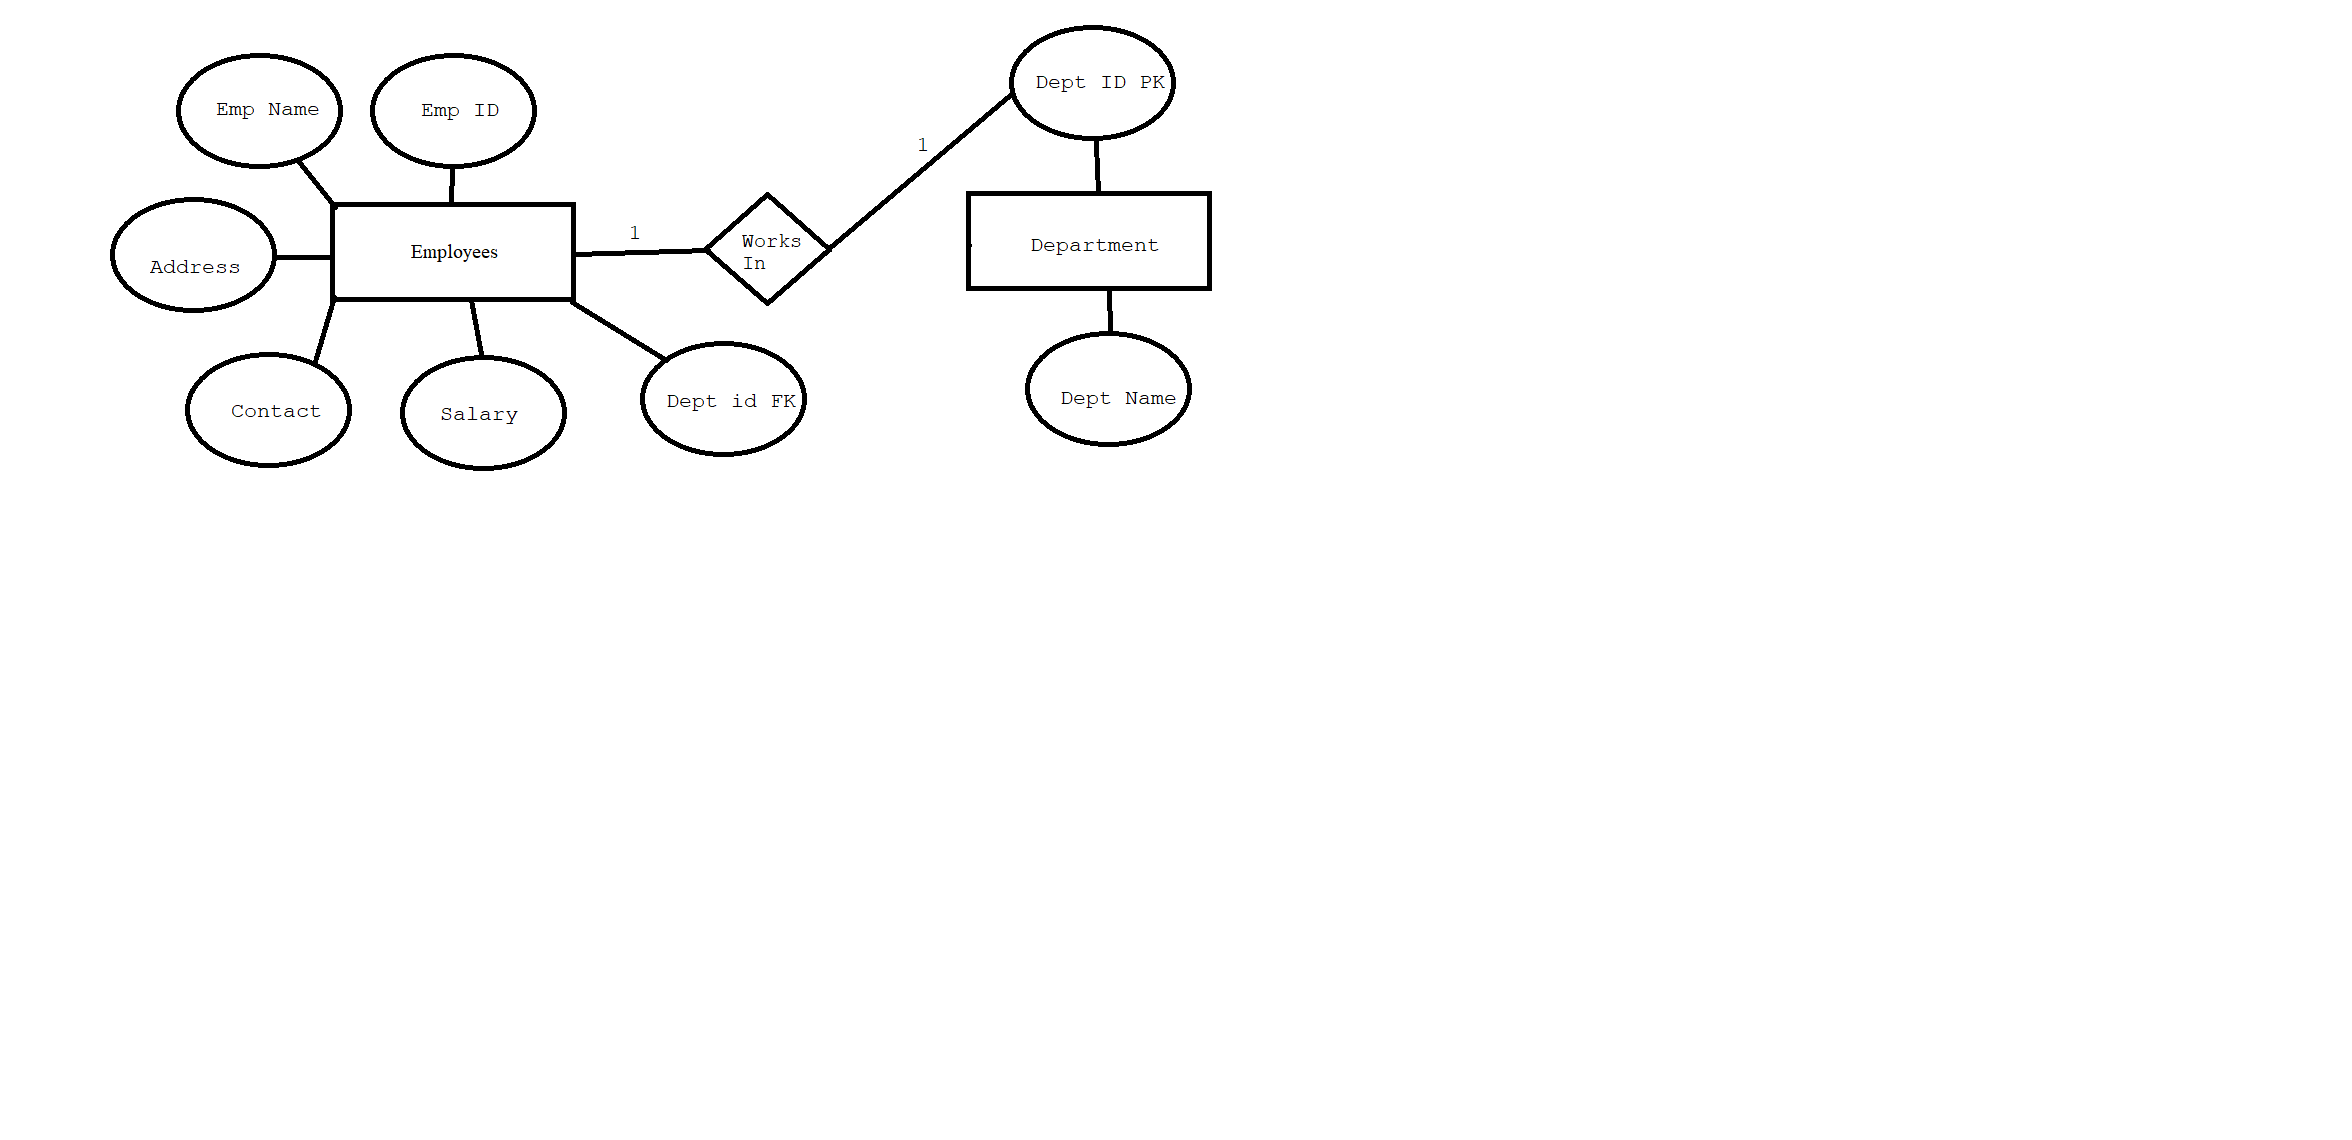 Dept ID PK
Emp Name
Emp ID
1
1
Works
In
Employees
Department
Address
Dept Name
Contact
Salary
Dept id FK